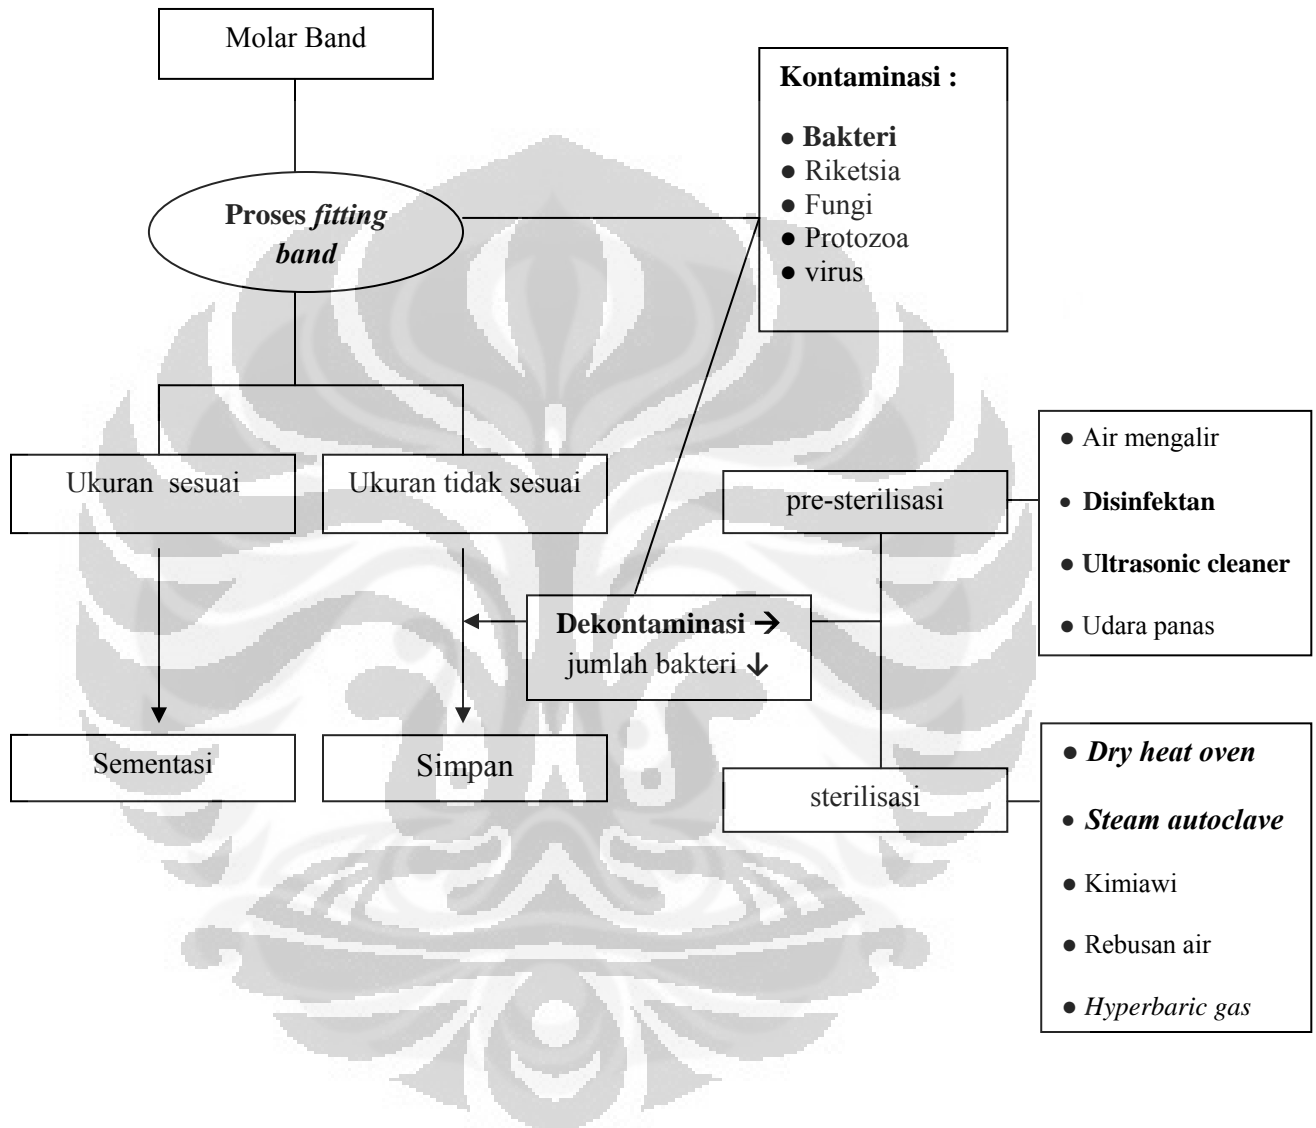 Molar Band
Kontaminasi :
● Bakteri
● Riketsia
● Fungi
● Protozoa
● virus
Proses fitting
band
Ukuran sesuai
Ukuran tidak sesuai
pre-sterilisasi
● Air mengalir
● Disinfektan
● Ultrasonic cleaner
● Udara panas
Dekontaminasi →
jumlah bakteri ↓
Sementasi
Simpan
sterilisasi
● Dry heat oven
● Steam autoclave
● Kimiawi
● Rebusan air
● Hyperbaric gas